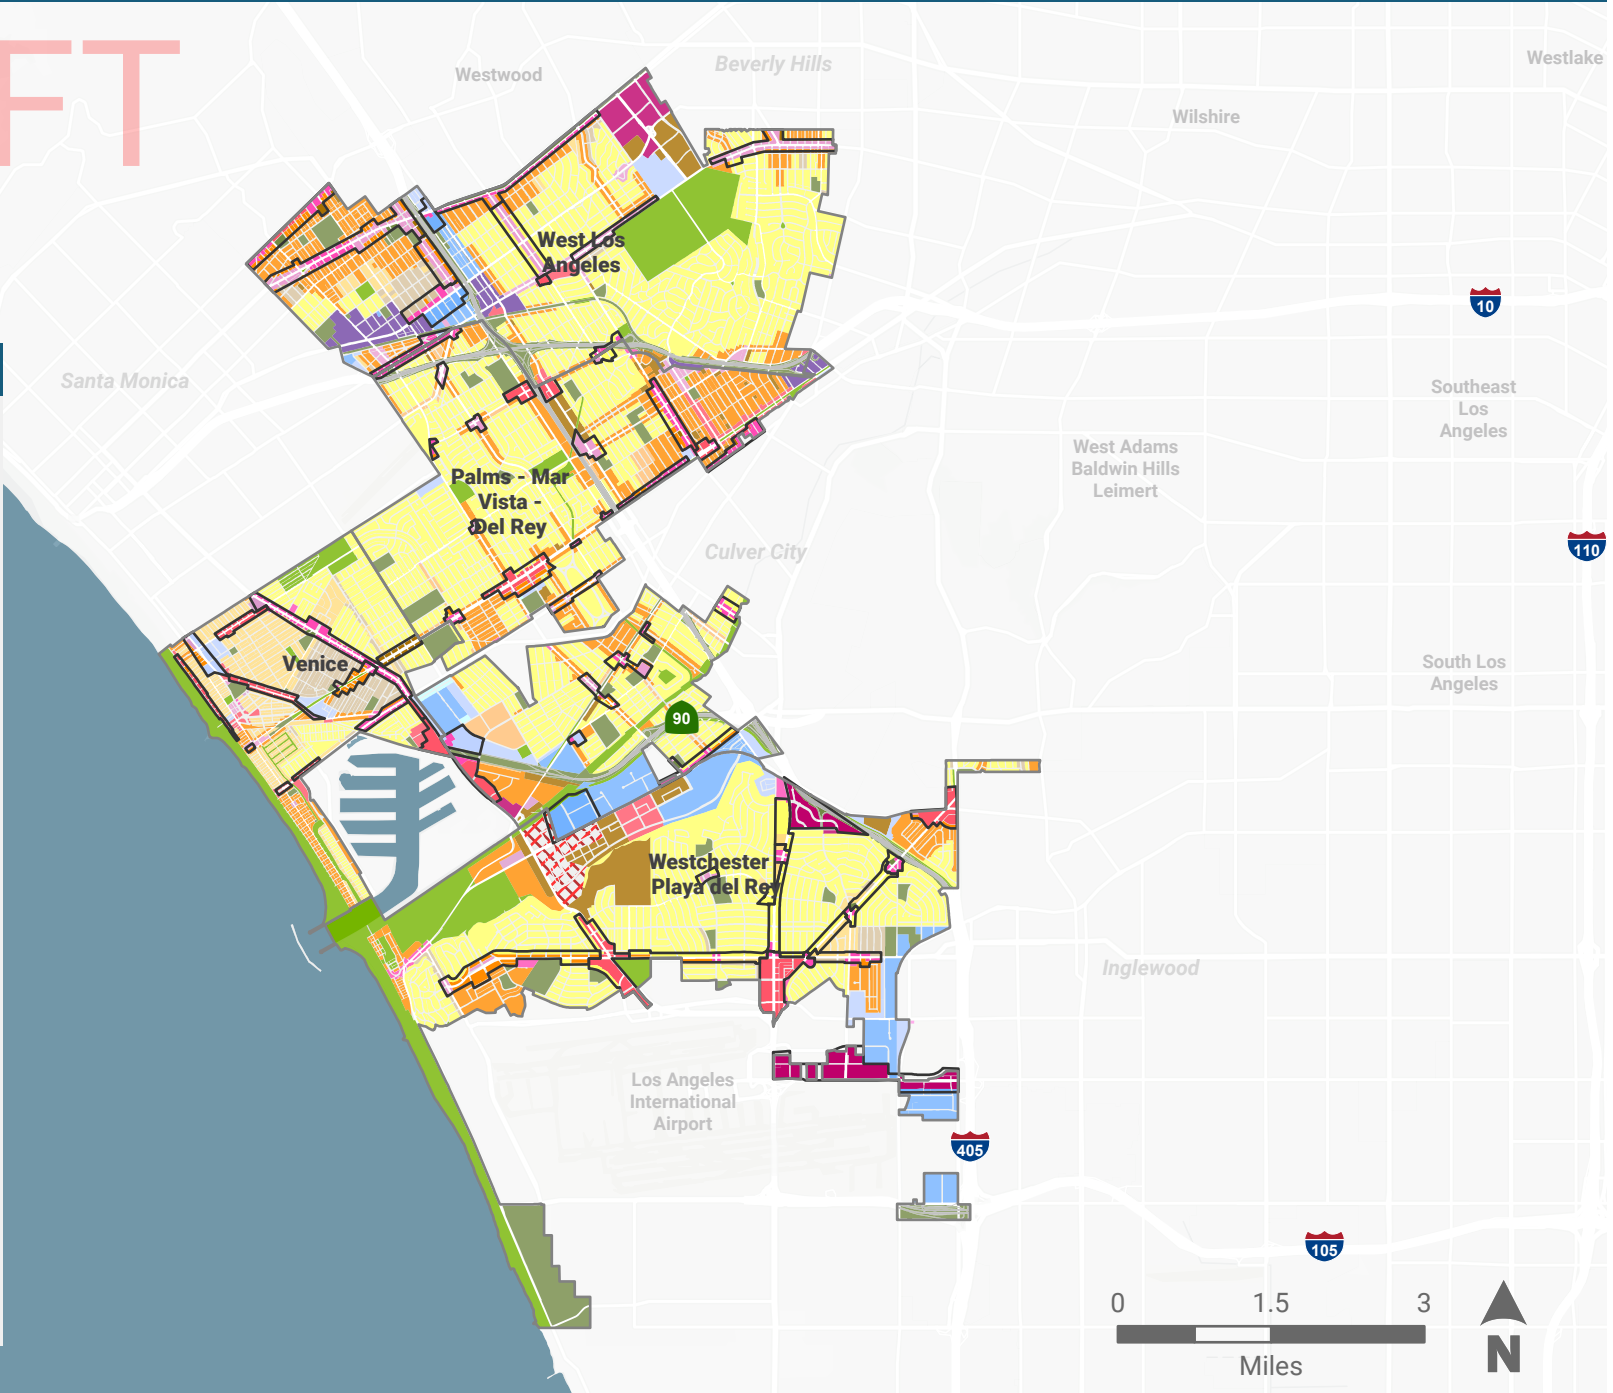 FT
Westwood
Beverly Hills
Westlake
Wilshire
West Los
Angeles
10
Santa Monica
Southeast
Los
Angeles
West Adams
Baldwin Hills
Leimert
Palms - Mar
Vista -
Del Rey
110
Culver City
Venice
South Los
Angeles
90
Westchester
Playa del Rey
Inglewood
Los Angeles
International
Airport
405
105
0 1.5 3
Miles
N